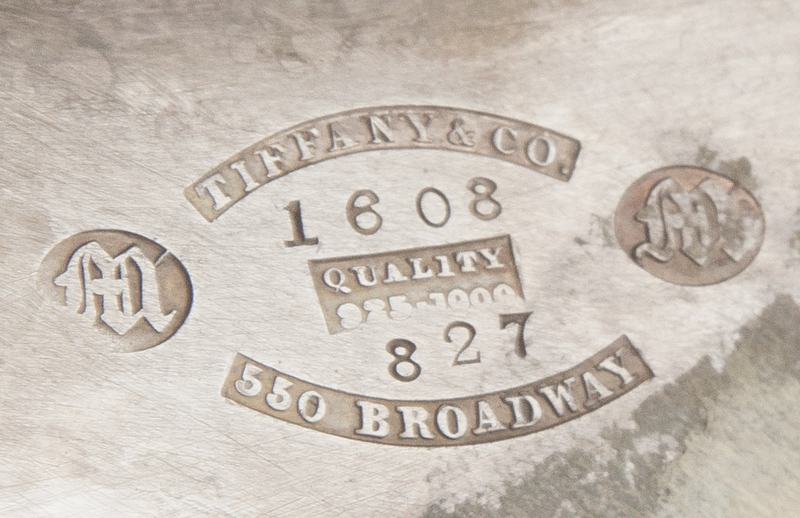 TIFFANY & CO.
1608
QUALITY
925-1000
827
550 BROADWAY
M
M